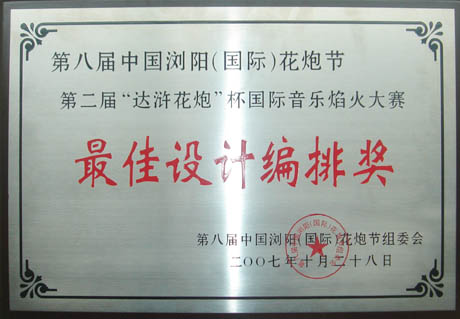 第八届中国浏阳(国际)花炮节
第二届“达浒花炮”杯国际音乐焰火大赛
最佳设计编排奖
第八届中国浏阳(国际)花炮节组委会
二〇〇七年十月二十八日